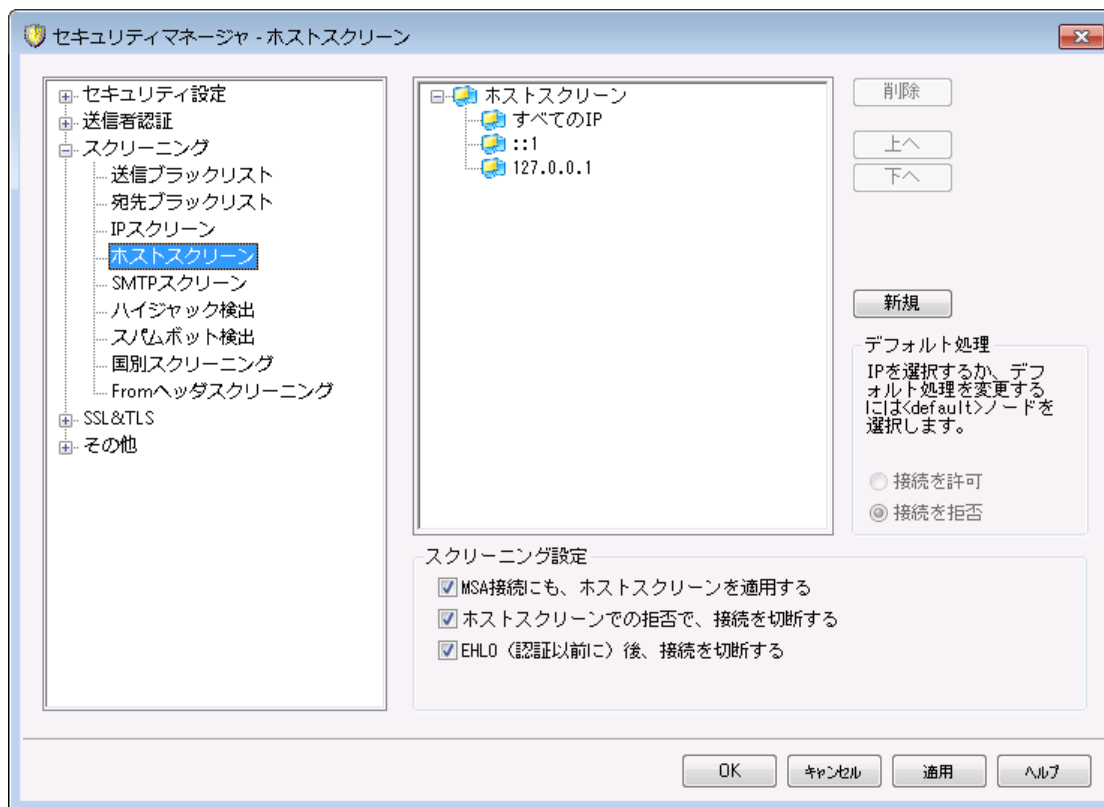 セキュリティマネージャ - ホストスクリーン
セキュリティ設定
送信者認証
スクリーニング
送信ブラックリスト
宛先ブラックリスト
IPスクリーン
ホストスクリーン
SMTPスクリーン
ハイジャック検出
スパムボット検出
国別スクリーニング
Fromヘッダスクリーニング
SSL&TLS
その他
ホストスクリーン
すべてのIP
::1
127.0.0.1
削除
上へ
下へ
新規
デフォルト処理
IPを選択するか、デフ
ォルト処理を変更する
には<default>ノードを
選択します。
接続を許可
接続を拒否
スクリーニング設定
MSA接続にも、ホストスクリーンを適用する
ホストスクリーンでの拒否で、接続を切断する
EHLO（認証以前に）後、接続を切断する
OK
キャンセル
適用
ヘルプ